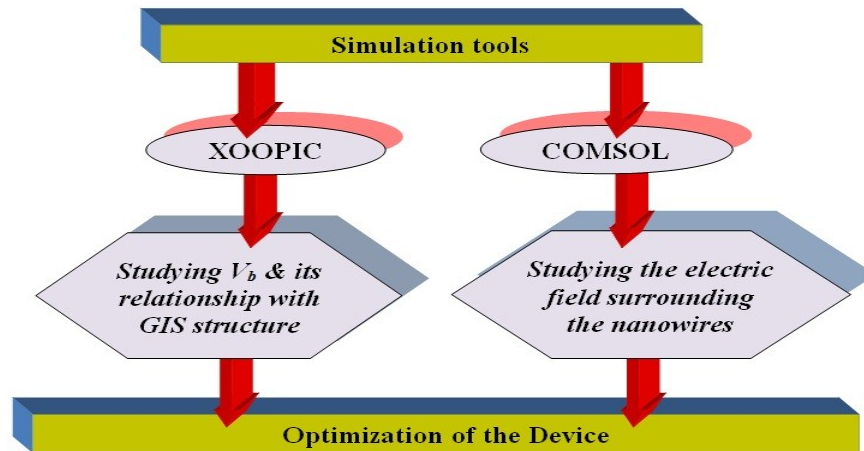 Simulation tools
XOOPIC
COMSOL
Studying V_b & its
relationship with
GIS structure
Studying the electric
field surrounding
the nanowires
Optimization of the Device